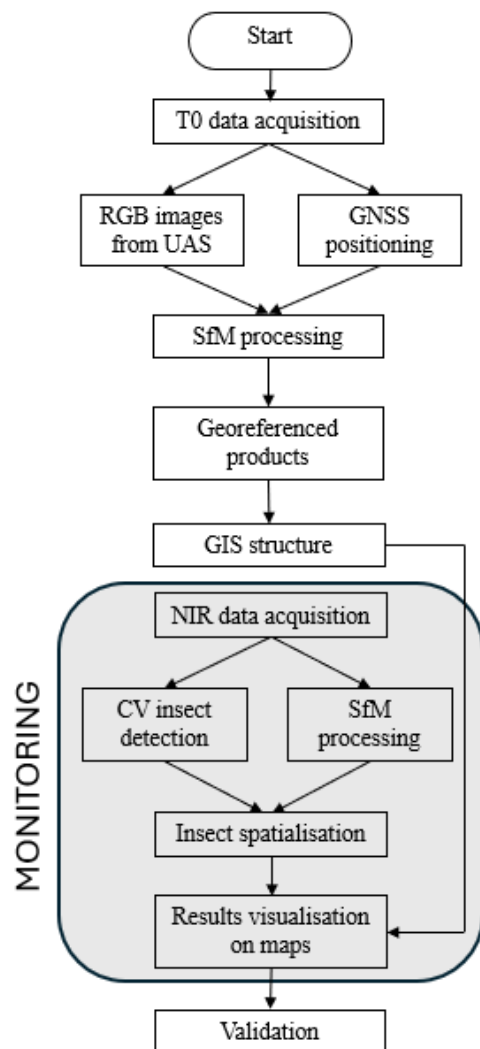 Start
T0 data acquisition
RGB images
from UAS
GNSS
positioning
SfM processing
Georeferenced
products
GIS structure
MONITORING
NIR data acquisition
CV insect
detection
SfM
processing
Insect spatialisation
Results visualisation
on maps
Validation